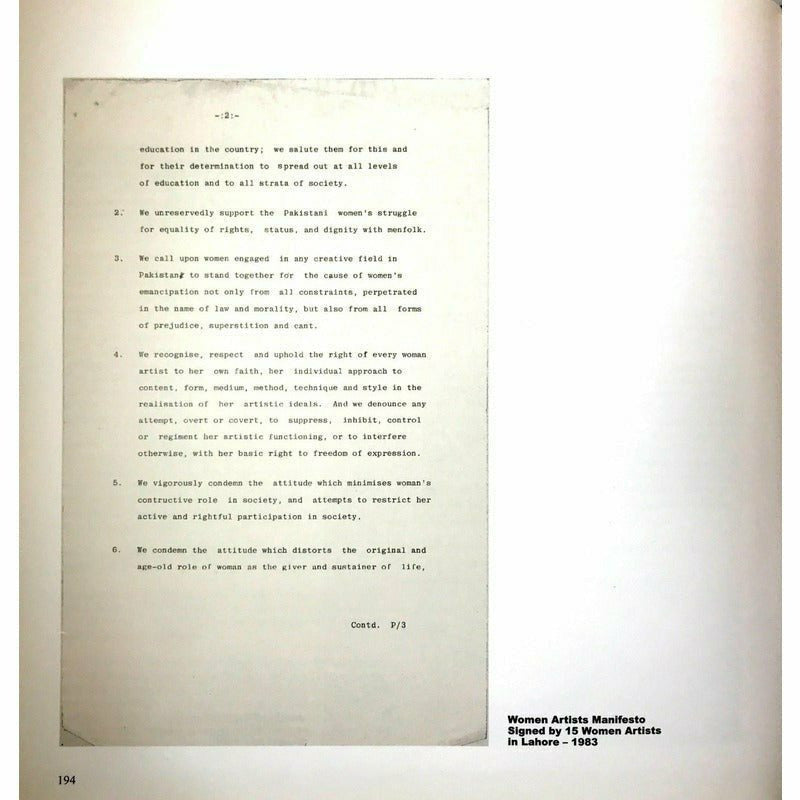 -:2:-
education in the country; we salute them for this and
for their determination to spread out at all levels
of education and to all strata of society.
2. We unreservedly support the Pakistani women's struggle
for equality of rights, status, and dignity with menfolk.
3. We call upon women engaged in any creative field in
Pakistan to stand together for the cause of women's
emancipation not only from all constraints, perpetrated
in the name of law and morality, but also from all forms
of prejudice, superstition and cant.
4. We recognise, respect and uphold the right of every woman
artist to her own faith, her individual approach to
content, form, medium, method, technique and style in the
realisation of her artistic ideals. And we denounce any
attempt, overt or covert, to suppress, inhibit, control
or regiment her artistic functioning, or to interfere
otherwise, with her basic right to freedom of expression.
5. We vigorously condemn the attitude which minimises woman's
contructive role in society, and attempts to restrict her
active and rightful participation in society.
6. We condemn the attitude which distorts the original and
age-old role of woman as the giver and sustainer of life,
Contd. P/3
Women Artists Manifesto
Signed by 15 Women Artists
in Lahore – 1983
194